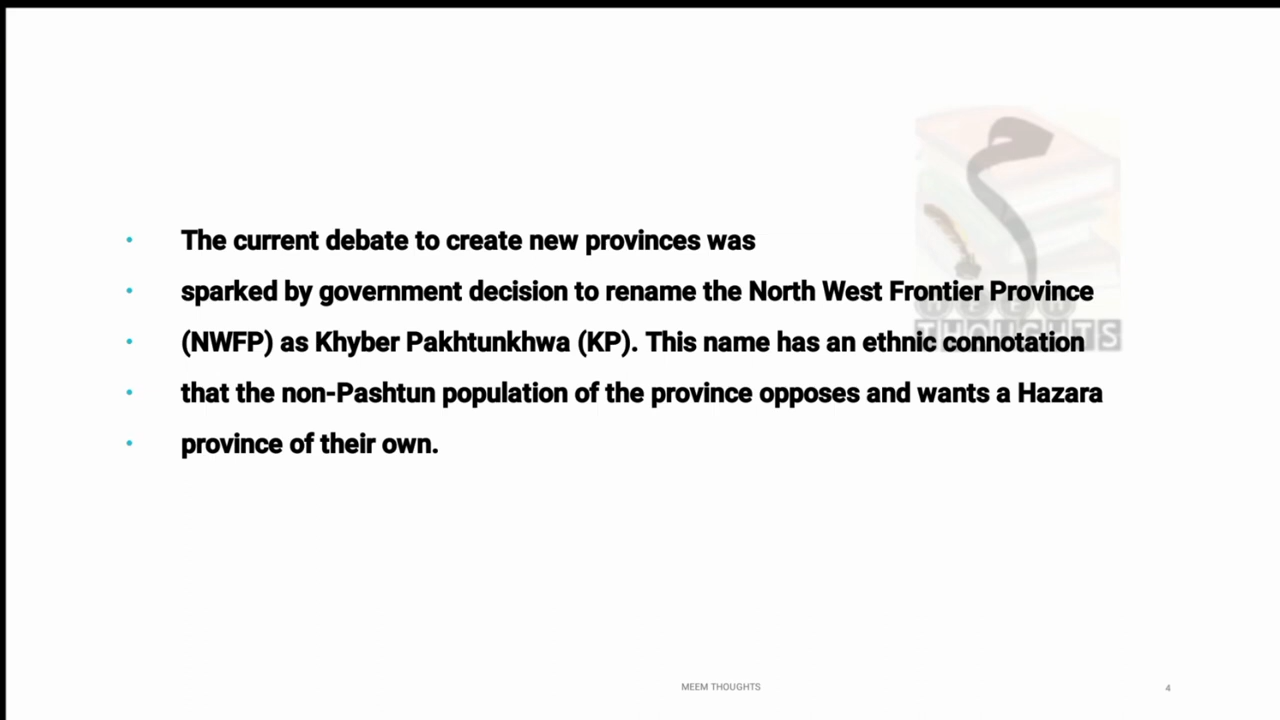 The current debate to create new provinces was
sparked by government decision to rename the North West Frontier Province
(NWFP) as Khyber Pakhtunkhwa (KP). This name has an ethnic connotation
that the non-Pashtun population of the province opposes and wants a Hazara
province of their own.
MEEM
THOUGHTS
MEEM THOUGHTS
4